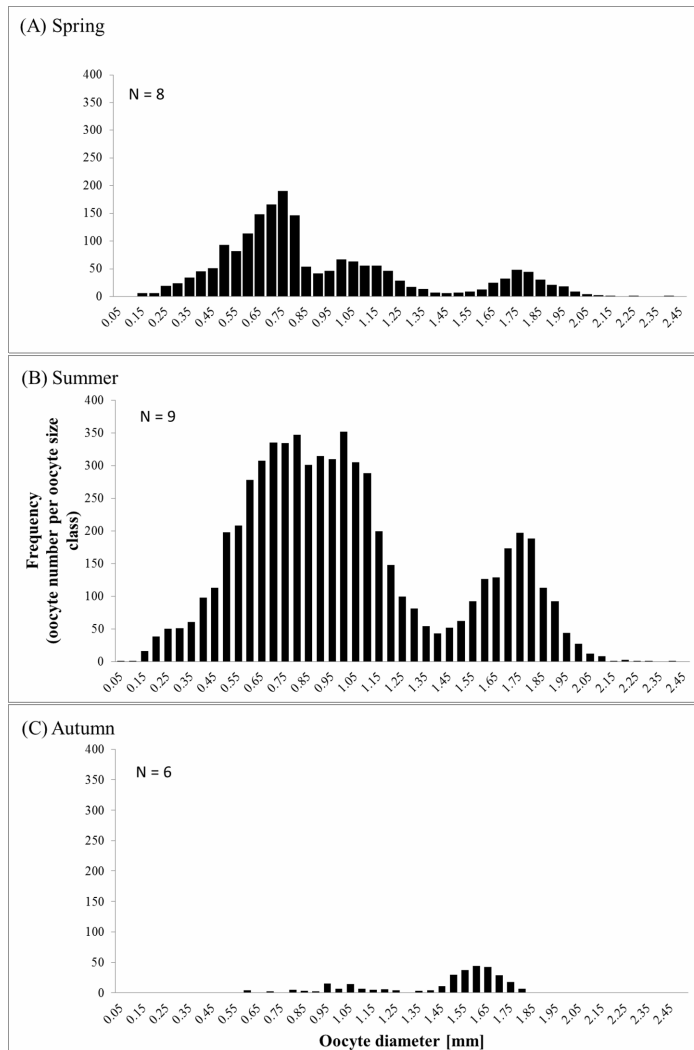 (A) Spring
400
350
300
250
200
150
100
50
0
N = 8
0.05 0.15 0.25 0.35 0.45 0.55 0.65 0.75 0.85 0.95 1.05 1.15 1.25 1.35 1.45 1.55 1.65 1.75 1.85 1.95 2.05 2.15 2.25 2.35 2.45
(B) Summer
Frequency
(oocyte number per oocyte size
class)
400
350
300
250
200
150
100
50
0
N = 9
0.05 0.15 0.25 0.35 0.45 0.55 0.65 0.75 0.85 0.95 1.05 1.15 1.25 1.35 1.45 1.55 1.65 1.75 1.85 1.95 2.05 2.15 2.25 2.35 2.45
(C) Autumn
400
350
300
250
200
150
100
50
0
N = 6
0.05 0.15 0.25 0.35 0.45 0.55 0.65 0.75 0.85 0.95 1.05 1.15 1.25 1.35 1.45 1.55 1.65 1.75 1.85 1.95 2.05 2.15 2.25 2.35 2.45
Oocyte diameter [mm]